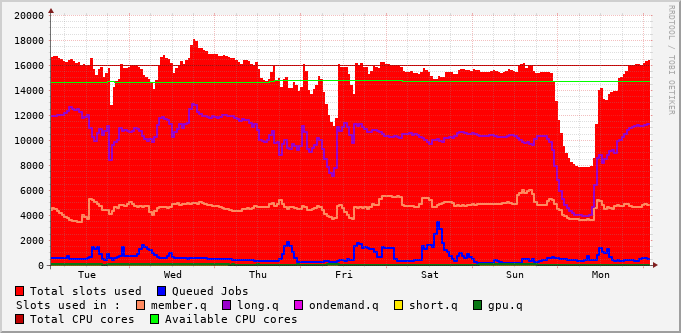 20000
18000
16000
14000
12000
10000
8000
6000
4000
2000
0
Tue Wed Thu Fri Sat Sun Mon
Total slots used Queued Jobs
Slots used in : member.q long.q ondemand.q short.q gpu.q
Total CPU cores Available CPU cores
RRDTOOL / TOBI OETIKER